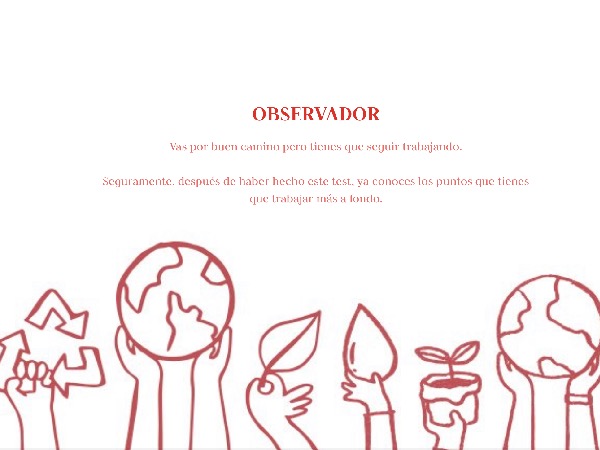 OBSERVADOR
Vas por buen camino pero tienes que seguir trabajando.
Seguramente, después de haber hecho este test, ya conoces los puntos que tienes
que trabajar más a fondo.